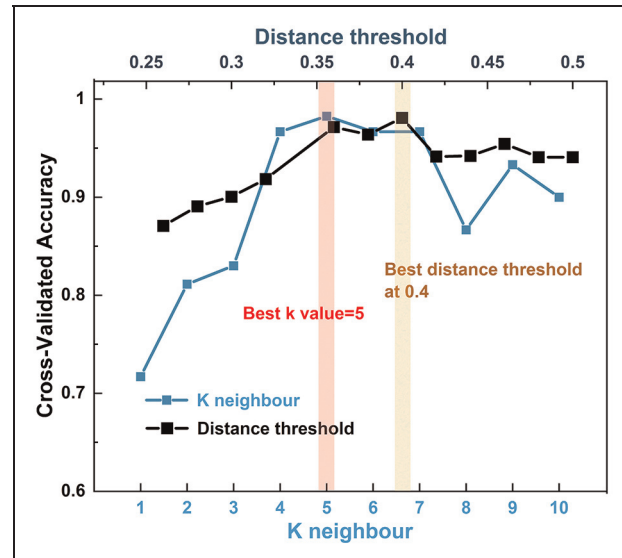 Distance threshold
0.25 0.3 0.35 0.4 0.45 0.5
Cross-Validated Accuracy
1
0.9
0.8
0.7
0.6
Best distance threshold
at 0.4
Best k value=5
K neighbour
Distance threshold
1 2 3 4 5 6 7 8 9 10
K neighbour